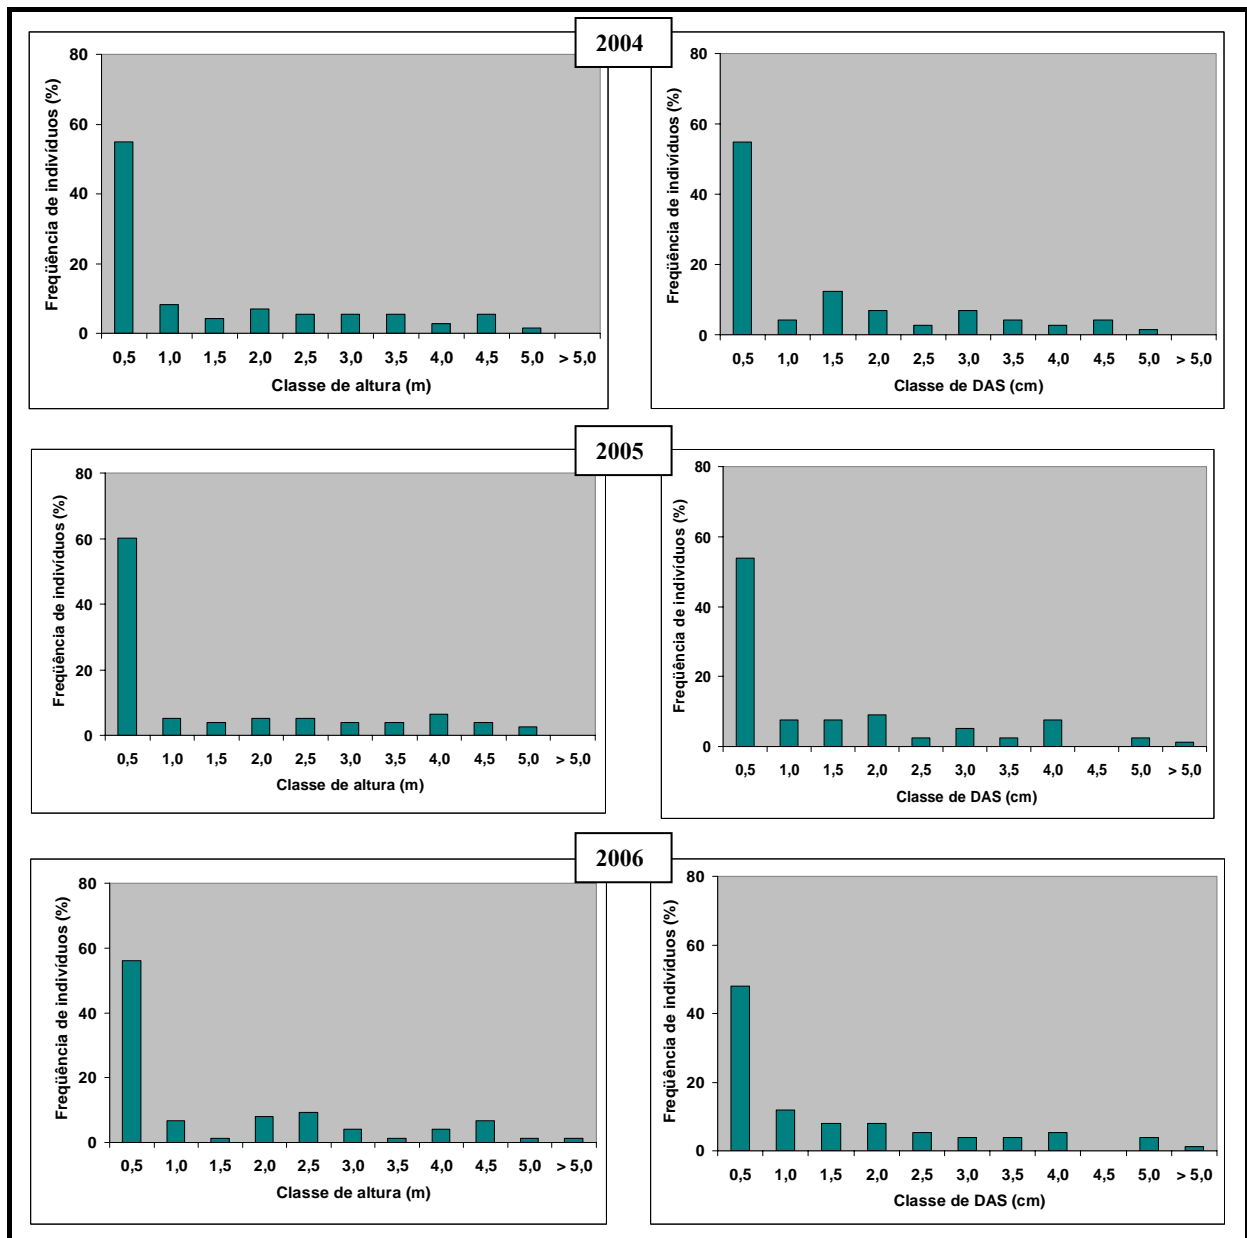 2004
Freqüência de indivíduos (%)
80
60
40
20
0
0,5 1,0 1,5 2,0 2,5 3,0 3,5 4,0 4,5 5,0 > 5,0
Classe de altura (m)
Freqüência de indivíduos (%)
80
60
40
20
0
0,5 1,0 1,5 2,0 2,5 3,0 3,5 4,0 4,5 5,0 > 5,0
Classe de DAS (cm)
2005
Freqüência de indivíduos (%)
80
60
40
20
0
0,5 1,0 1,5 2,0 2,5 3,0 3,5 4,0 4,5 5,0 > 5,0
Classe de altura (m)
Freqüência de indivíduos (%)
80
60
40
20
0
0,5 1,0 1,5 2,0 2,5 3,0 3,5 4,0 4,5 5,0 > 5,0
Classe de DAS (cm)
2006
Freqüência de indivíduos (%)
80
60
40
20
0
0,5 1,0 1,5 2,0 2,5 3,0 3,5 4,0 4,5 5,0 > 5,0
Classe de altura (m)
Freqüência de indivíduos (%)
80
60
40
20
0
0,5 1,0 1,5 2,0 2,5 3,0 3,5 4,0 4,5 5,0 > 5,0
Classe de DAS (cm)